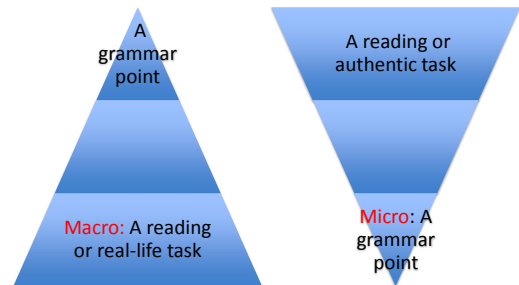 A
grammar
point
Macro: A reading
or real-life task
A reading or
authentic task
Micro: A
grammar
point